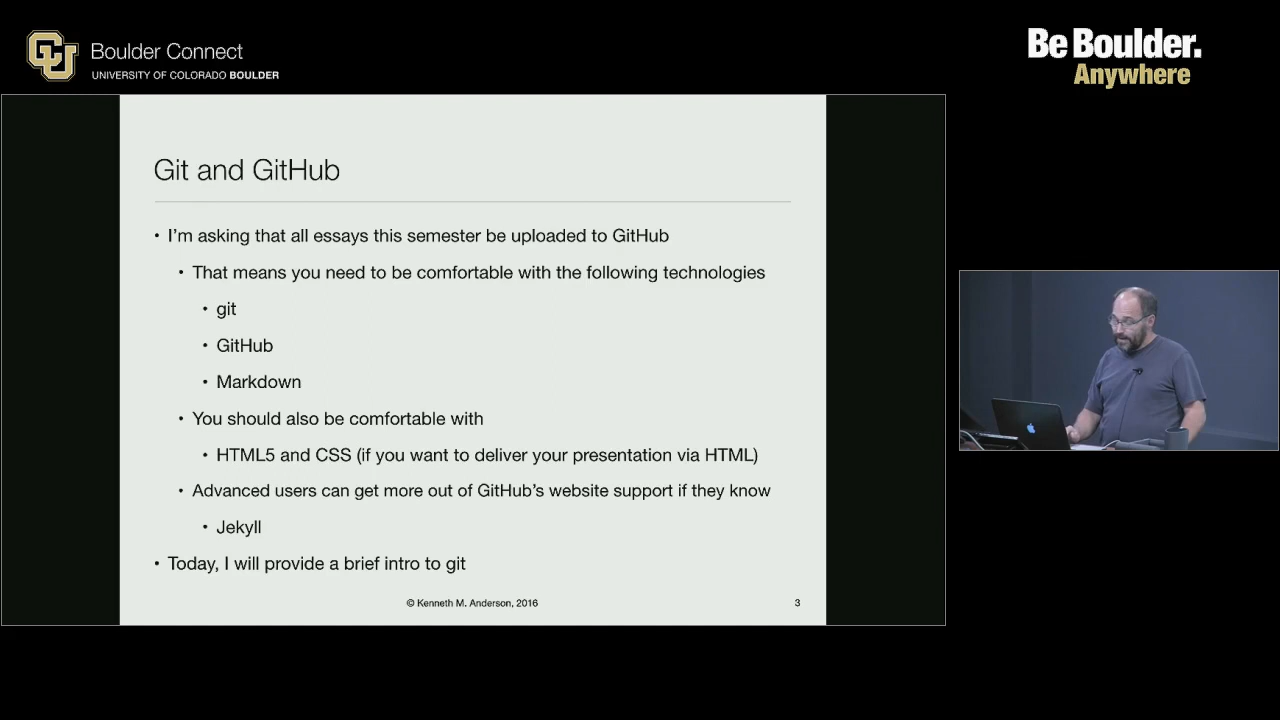 CU
Boulder Connect
UNIVERSITY OF COLORADO BOULDER
Be Boulder.
Anywhere
Git and GitHub
• I'm asking that all essays this semester be uploaded to GitHub
• That means you need to be comfortable with the following technologies
• git
• GitHub
• Markdown
• You should also be comfortable with
• HTML5 and CSS (if you want to deliver your presentation via HTML)
• Advanced users can get more out of GitHub's website support if they know
• Jekyll
• Today, I will provide a brief intro to git
© Kenneth M. Anderson, 2016
3